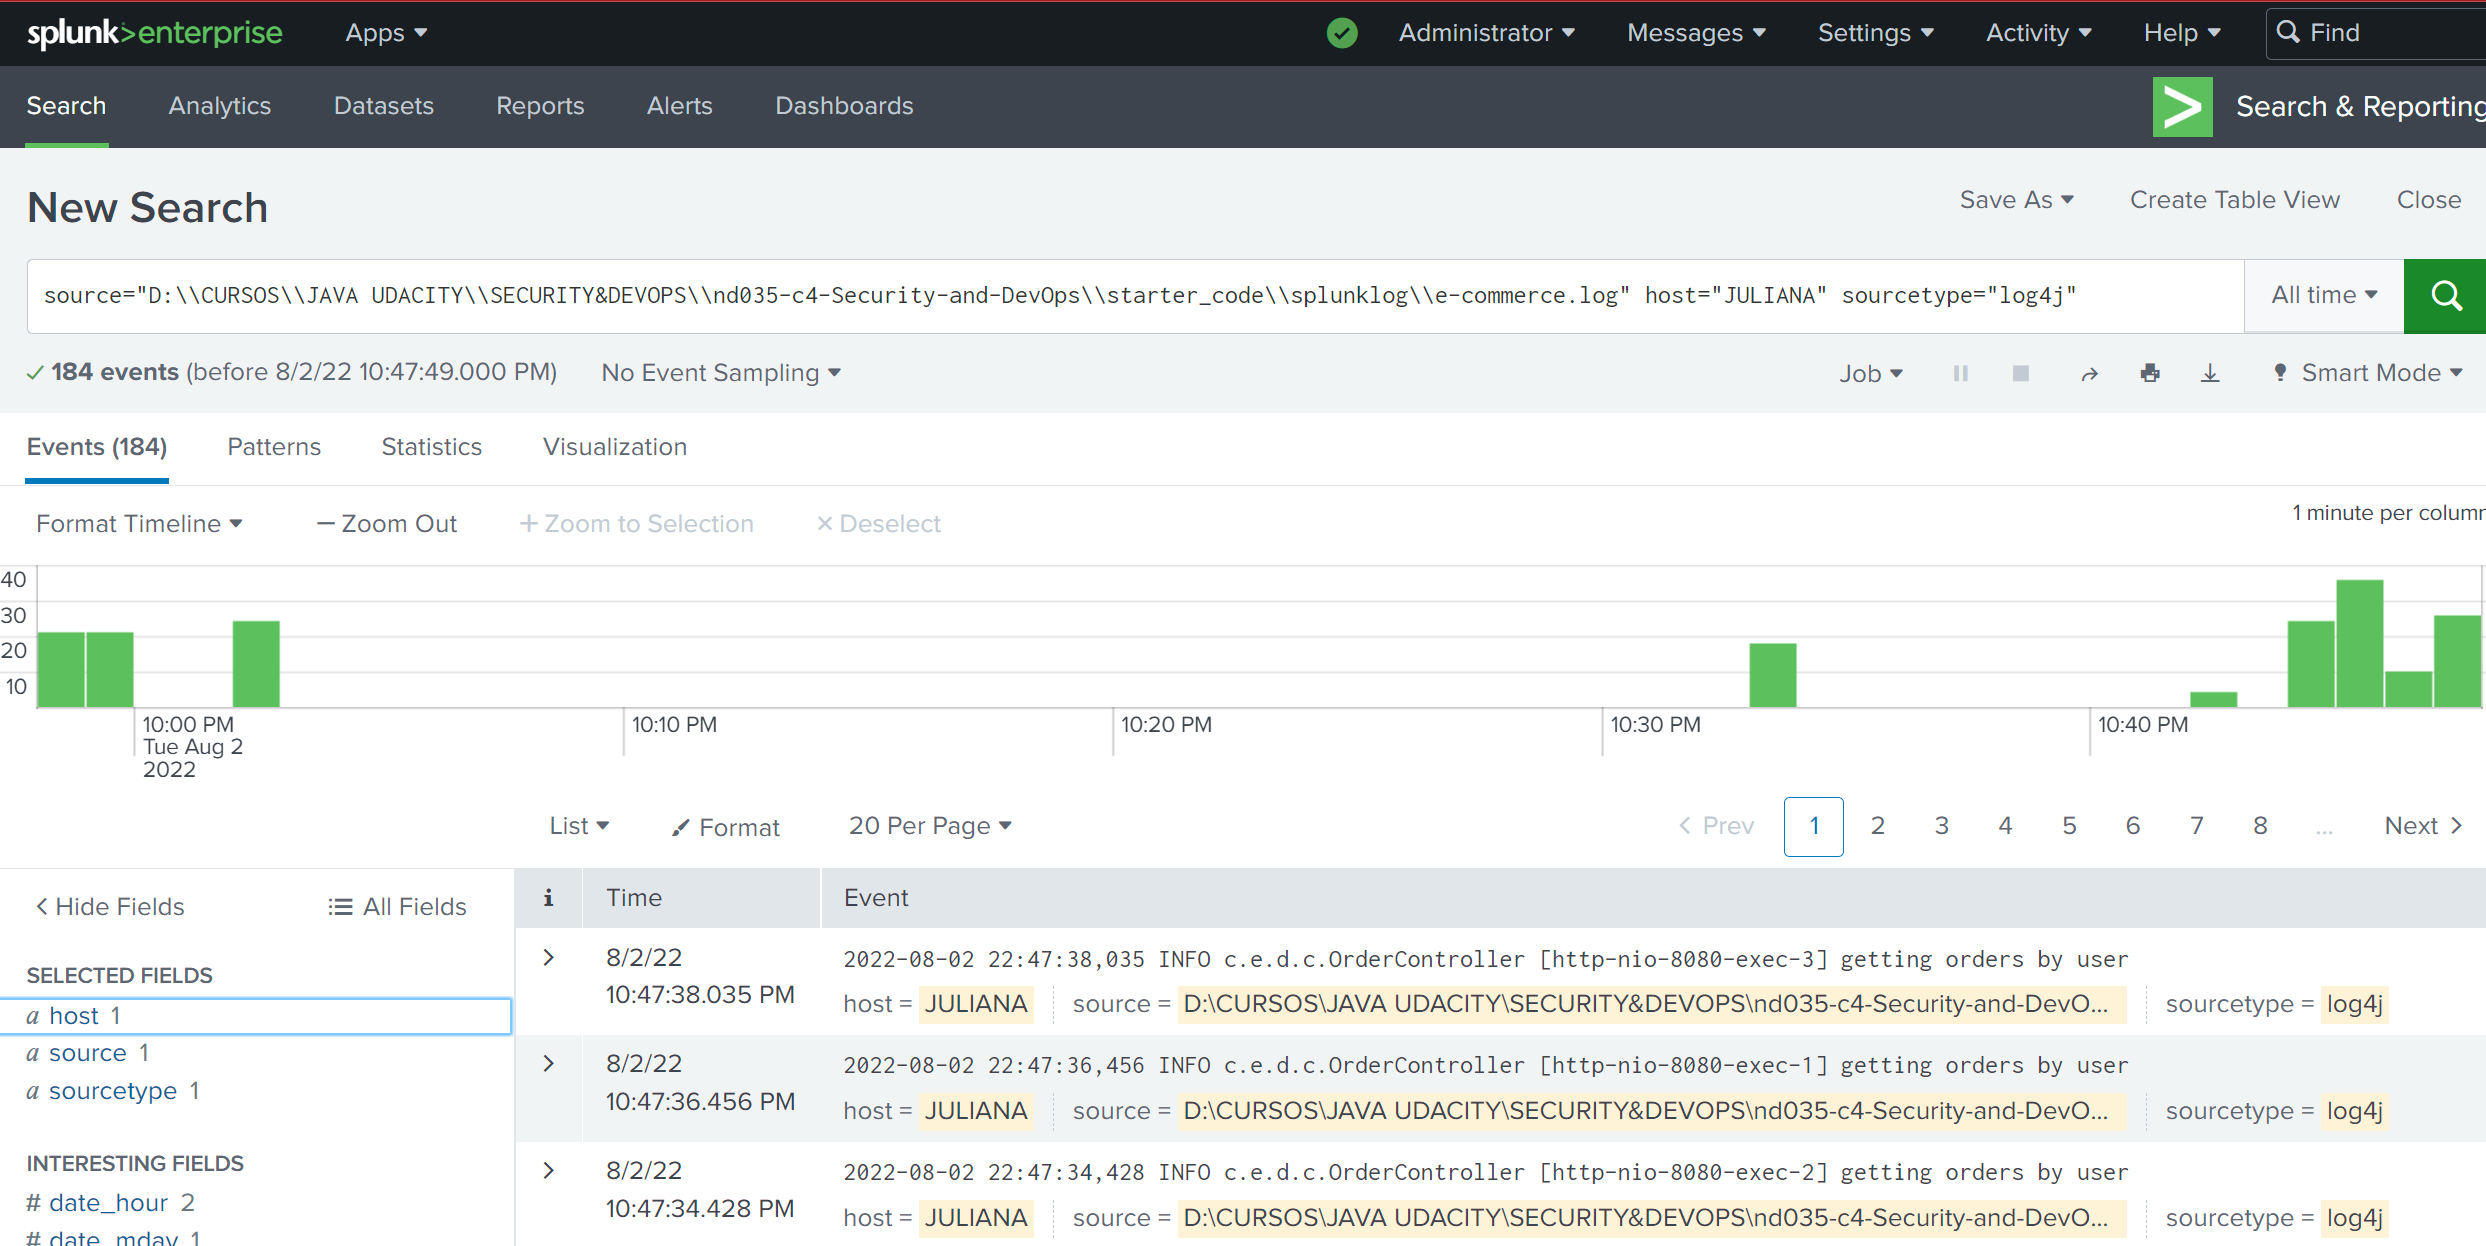 splunk>enterprise Apps Administrator Messages Settings Activity Help Find
Search Analytics Datasets Reports Alerts Dashboards Search & Reporting
New Search Save As Create Table View Close
source="D:\\CURSOS\\JAVA UDACITY\\SECURITY&DEVOPS\\nd035-c4-Security-and-DevOps\\starter_code\\splunklog\\e-commerce.log" host="JULIANA" sourcetype="log4j" All time
184 events (before 8/2/22 10:47:49.000 PM) No Event Sampling Job Smart Mode
Events (184) Patterns Statistics Visualization
Format Timeline — Zoom Out + Zoom to Selection × Deselect 1 minute per column
40
30
20
10
10:00 PM 10:10 PM 10:20 PM 10:30 PM 10:40 PM
Tue Aug 2
2022
List Format 20 Per Page < Prev 1 2 3 4 5 6 7 8 ... Next >
< Hide Fields All Fields
i Time Event
SELECTED FIELDS
a host 1
a source 1
a sourcetype 1
INTERESTING FIELDS
# date_hour 2
# date_mday 1
> 8/2/22 2022-08-02 22:47:38,035 INFO c.e.d.c.OrderController [http-nio-8080-exec-3] getting orders by user
10:47:38.035 PM host = JULIANA source = D:\CURSOS\JAVA UDACITY\SECURITY&DEVOPS\nd035-c4-Security-and-DevO... sourcetype = log4j
> 8/2/22 2022-08-02 22:47:36,456 INFO c.e.d.c.OrderController [http-nio-8080-exec-1] getting orders by user
10:47:36.456 PM host = JULIANA source = D:\CURSOS\JAVA UDACITY\SECURITY&DEVOPS\nd035-c4-Security-and-DevO... sourcetype = log4j
> 8/2/22 2022-08-02 22:47:34,428 INFO c.e.d.c.OrderController [http-nio-8080-exec-2] getting orders by user
10:47:34.428 PM host = JULIANA source = D:\CURSOS\JAVA UDACITY\SECURITY&DEVOPS\nd035-c4-Security-and-DevO... sourcetype = log4j